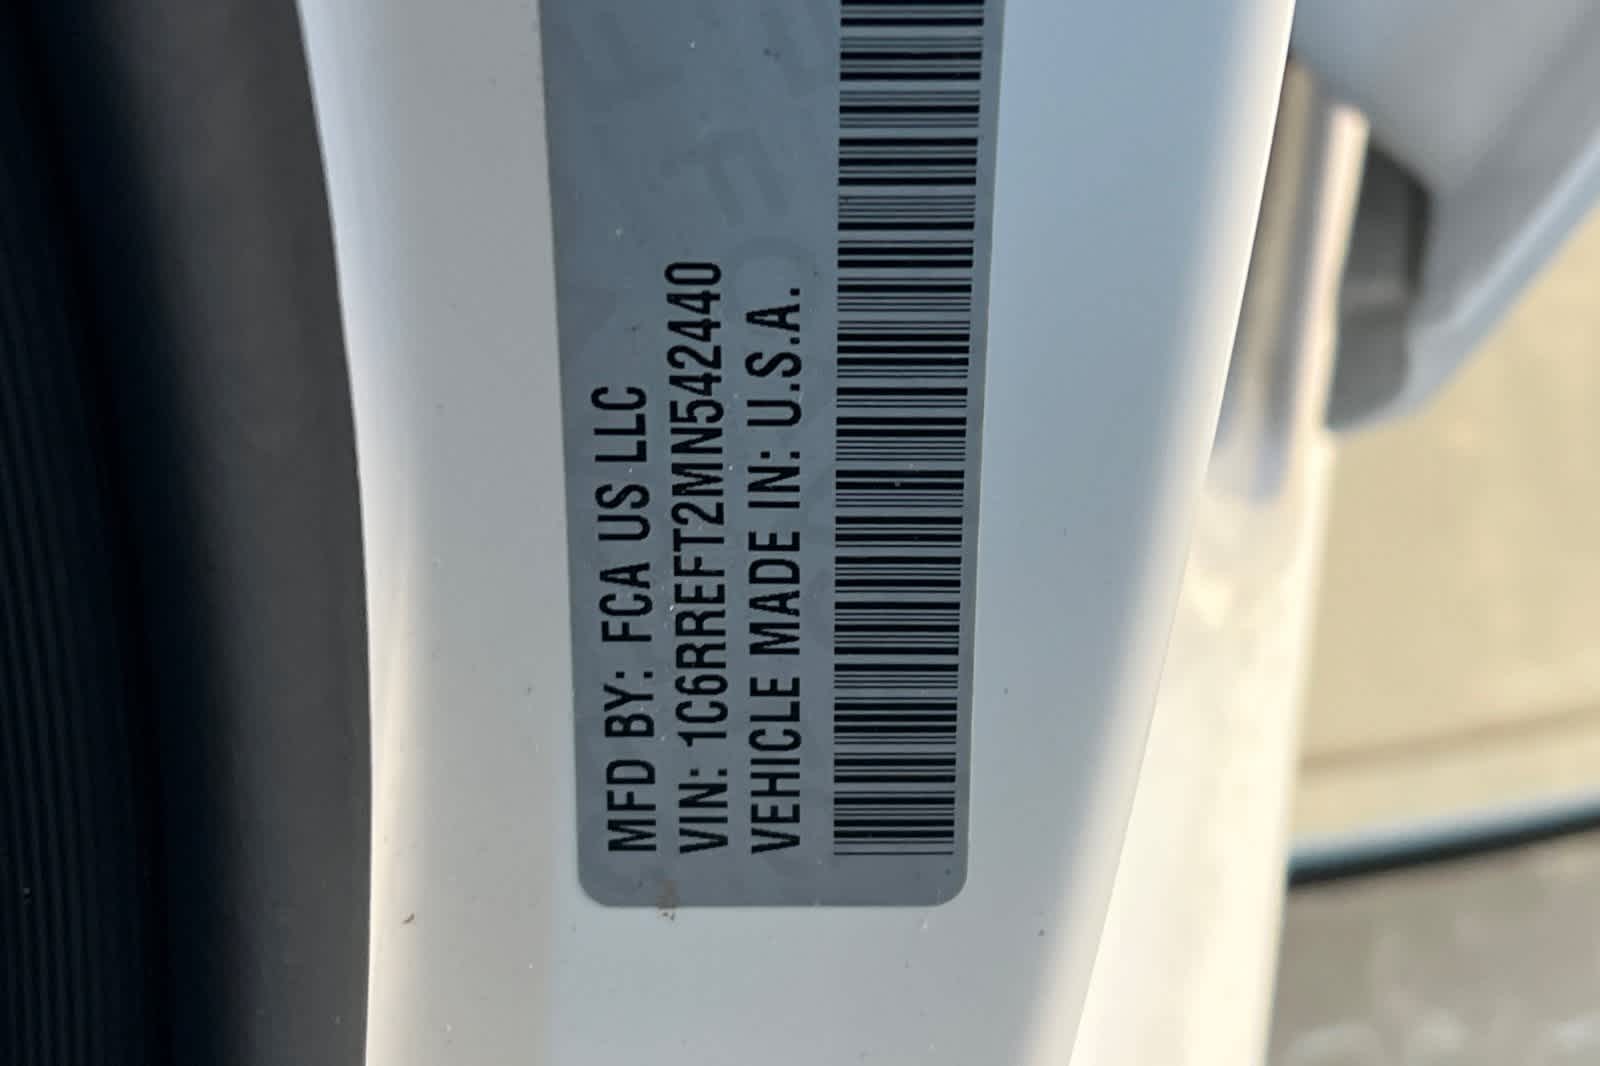 MFD BY: FCA US LLC
VIN: 1C6RREFT2MN542440
VEHICLE MADE IN: U.S.A.